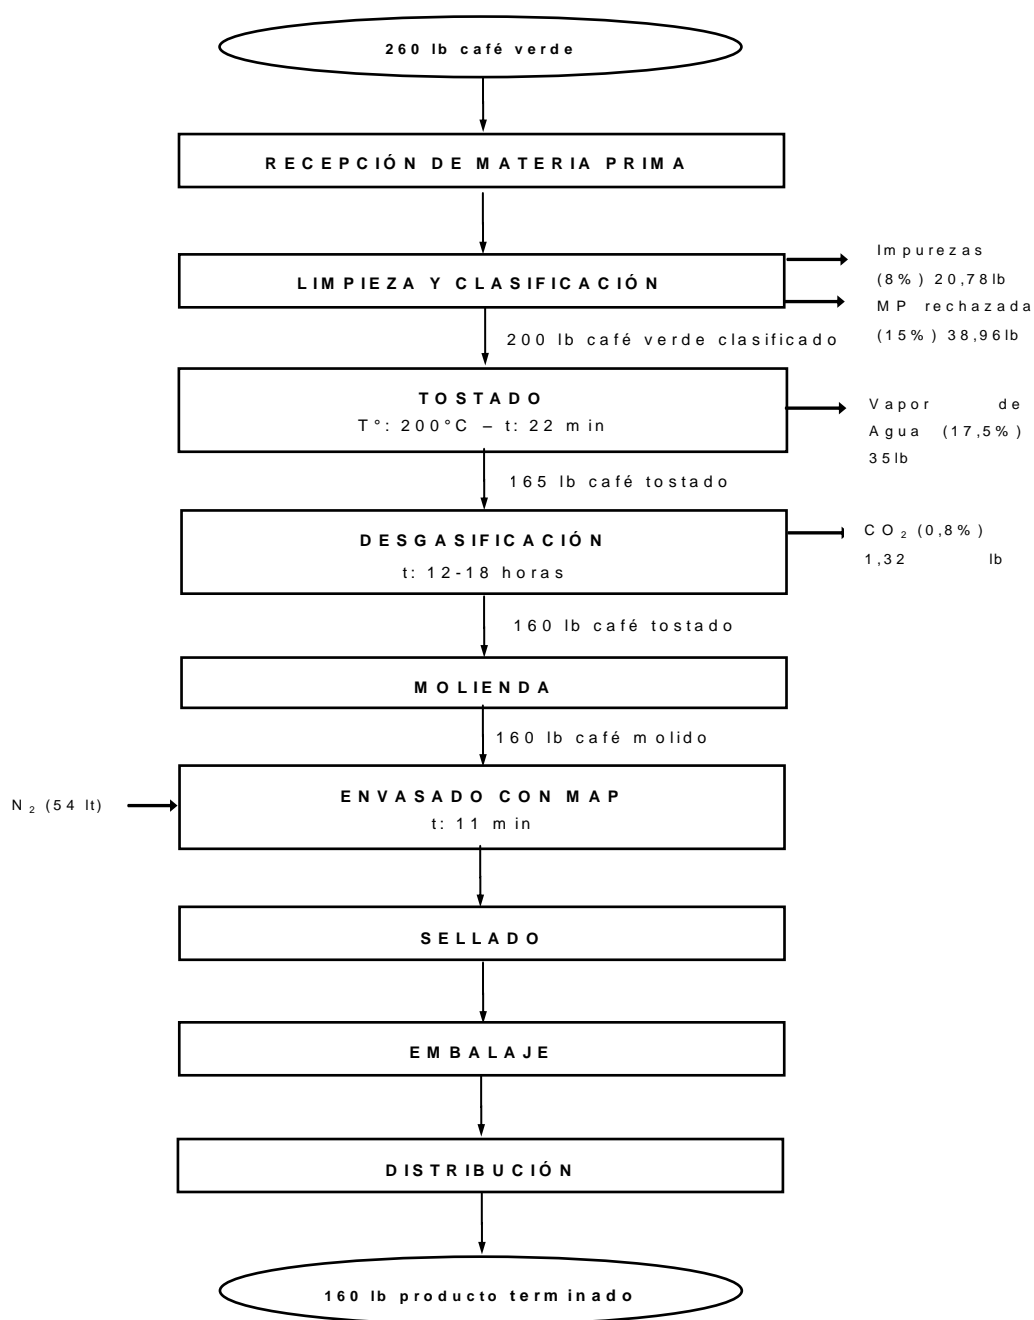 260 lb café verde
RECEPCIÓN DE MATERIA PRIMA
LIMPIEZA Y CLASIFICACIÓN
Impurezas
(8%) 20,78lb
MP rechazada
(15%) 38,96lb
200 lb café verde clasificado
TOSTADO
T°: 200°C – t: 22 min
Vapor de
Agua (17,5%)
35lb
165 lb café tostado
DESGASIFICACIÓN
t: 12-18 horas
CO₂ (0,8%)
1,32 lb
160 lb café tostado
MOLIENDA
160 lb café molido
N₂ (54 lt)
ENVASADO CON MAP
t: 11 min
SELLADO
EMBALAJE
DISTRIBUCIÓN
160 lb producto terminado